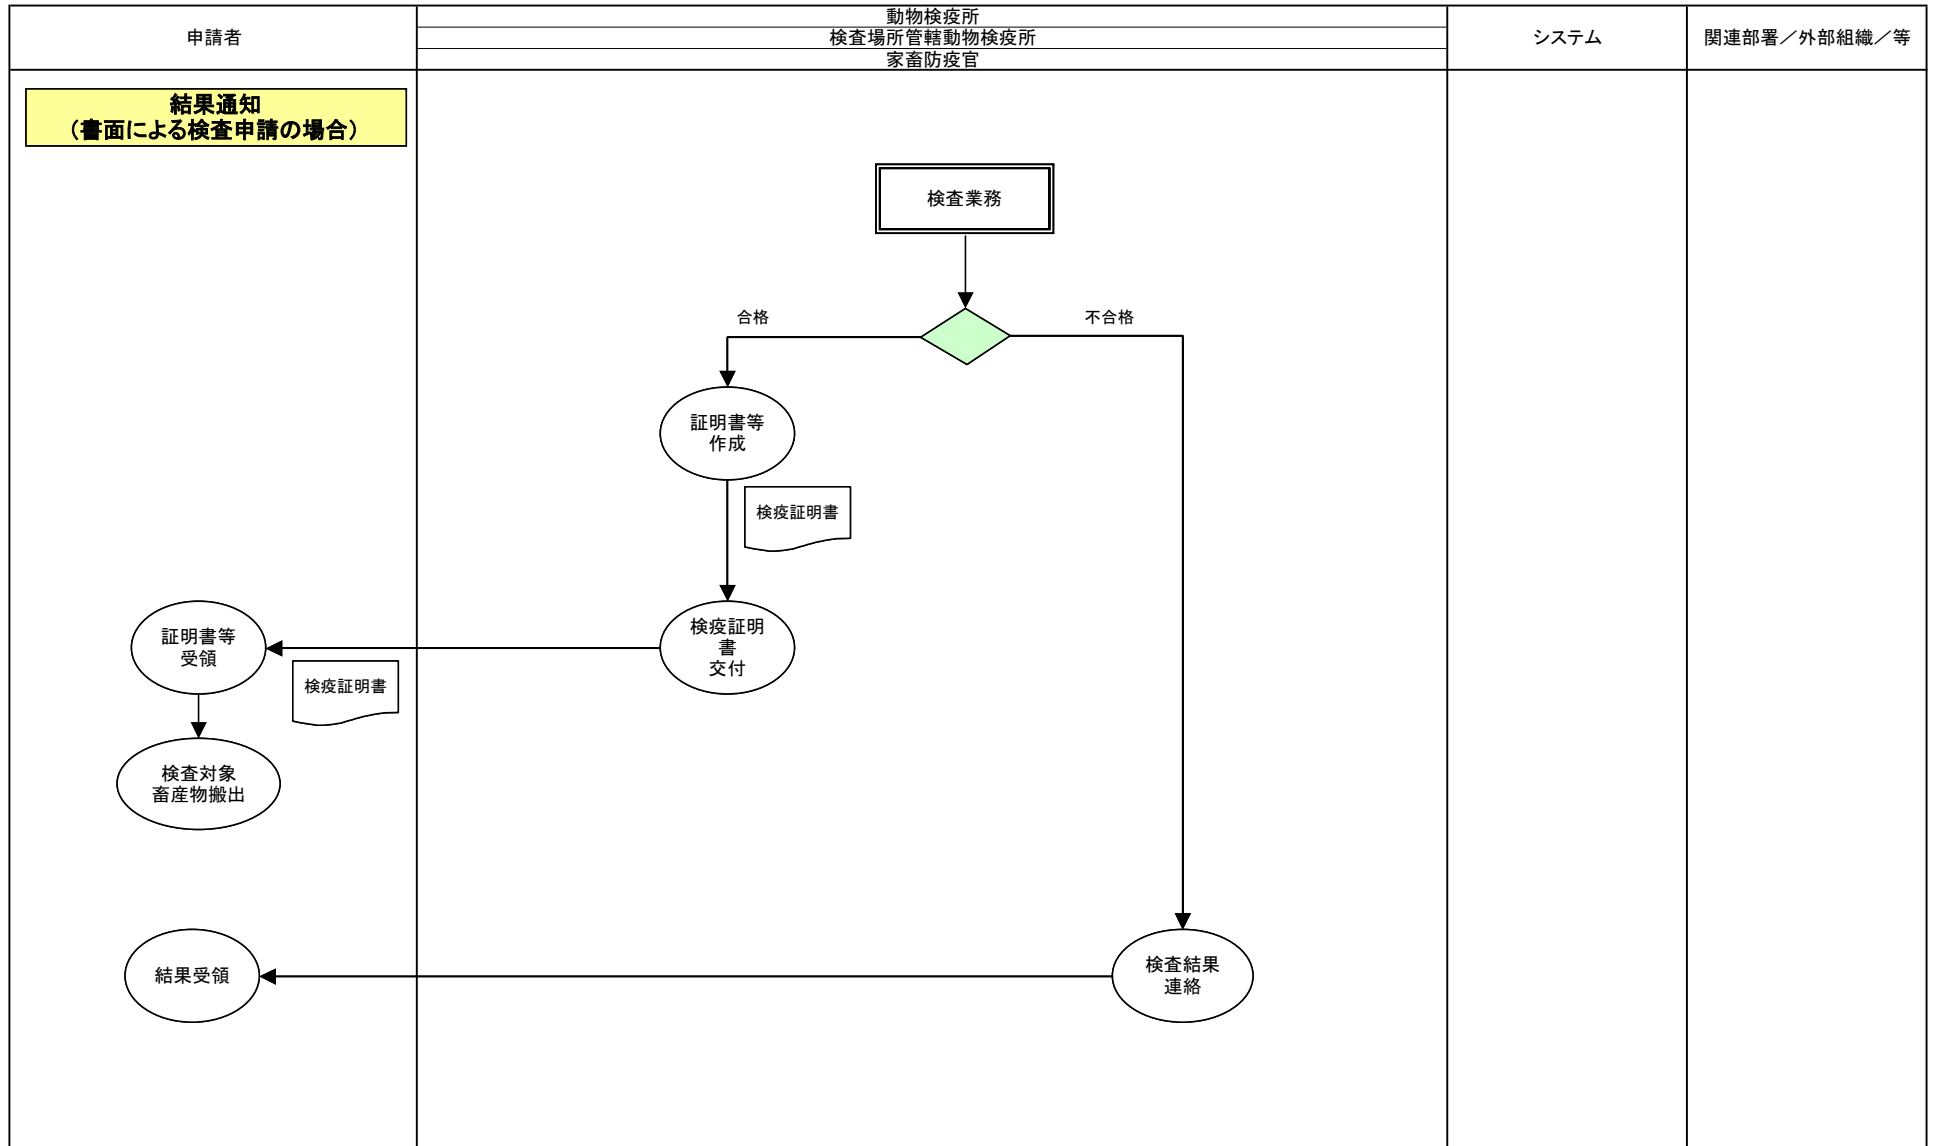 申請者
動物検疫所
検査場所管轄動物検疫所
家畜防疫官
システム
関連部署／外部組織／等
結果通知
（書面による検査申請の場合）
検査業務
合格
不合格
証明書等
作成
検疫証明書
検疫証明
書
交付
証明書等
受領
検疫証明書
検査対象
畜産物搬出
検査結果
連絡
結果受領